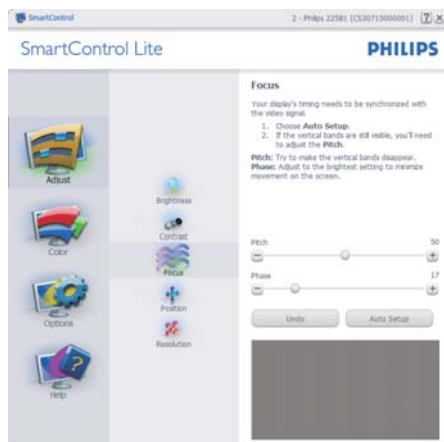 SmartControl
2 - Philips 225B1 (CS30715000001)
SmartControl Lite
PHILIPS
Adjust
Color
Options
Help
Brightness
Contrast
Focus
Position
Resolution
Focus
Your display's timing needs to be synchronized with
the video signal.
1. Choose Auto Setup.
2. If the vertical bands are still visible, you'll need
to adjust the Pitch.
Pitch: Try to make the vertical bands disappear.
Phase: Adjust to the brightest setting to minimize
movement on the screen.
Pitch 50
Phase 17
Undo Auto Setup